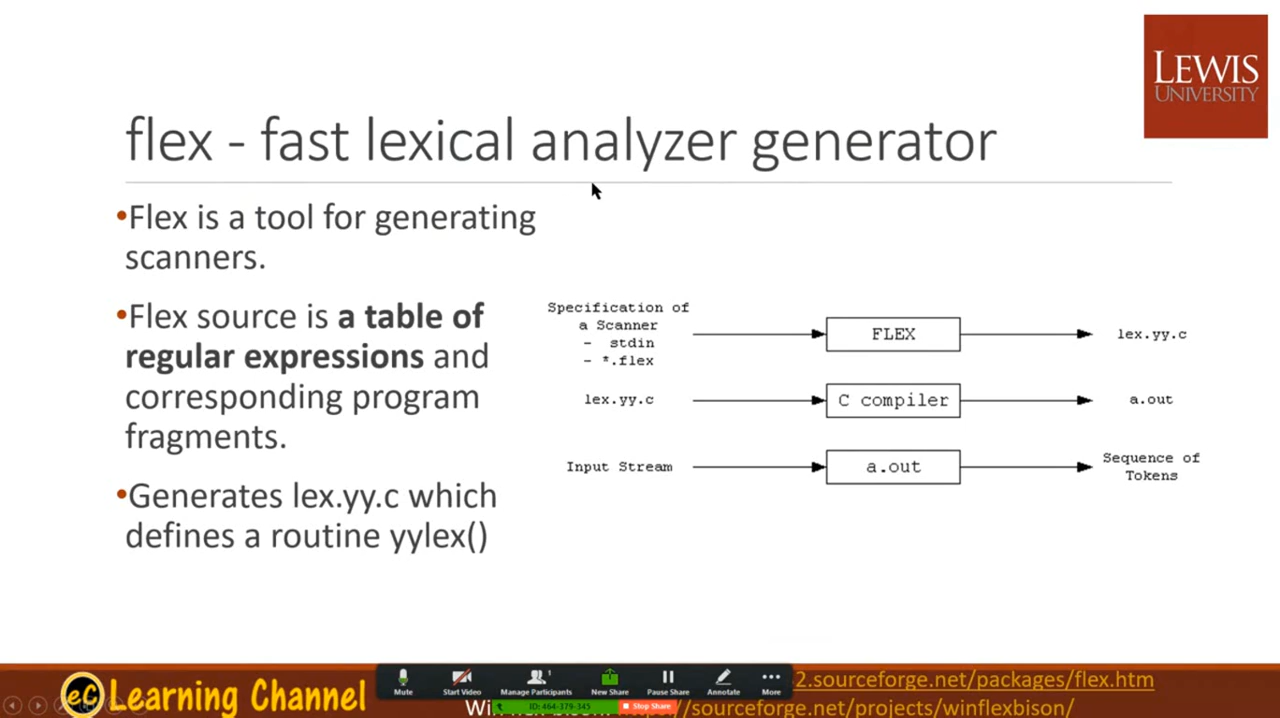 LEWIS
UNIVERSITY
flex - fast lexical analyzer generator
•Flex is a tool for generating
scanners.
•Flex source is a table of
regular expressions and
corresponding program
fragments.
•Generates lex.yy.c which
defines a routine yylex()
Specification of
a Scanner
- stdin
- *.flex
FLEX
lex.yy.c
lex.yy.c
C compiler
a.out
Input Stream
a.out
Sequence of
Tokens
eC Learning Channel
Mute
Start Video
Manage Participants
New Share
Pause Share
Annotate
More
2.sourceforge.net/packages/flex.htm
ID: 464-379-345
Stop Share
//sourceforge.net/projects/winflexbison/